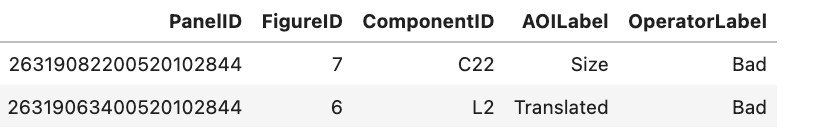 PanelID FigureID ComponentID AOILabel OperatorLabel
26319082200520102844 7 C22 Size Bad
26319063400520102844 6 L2 Translated Bad